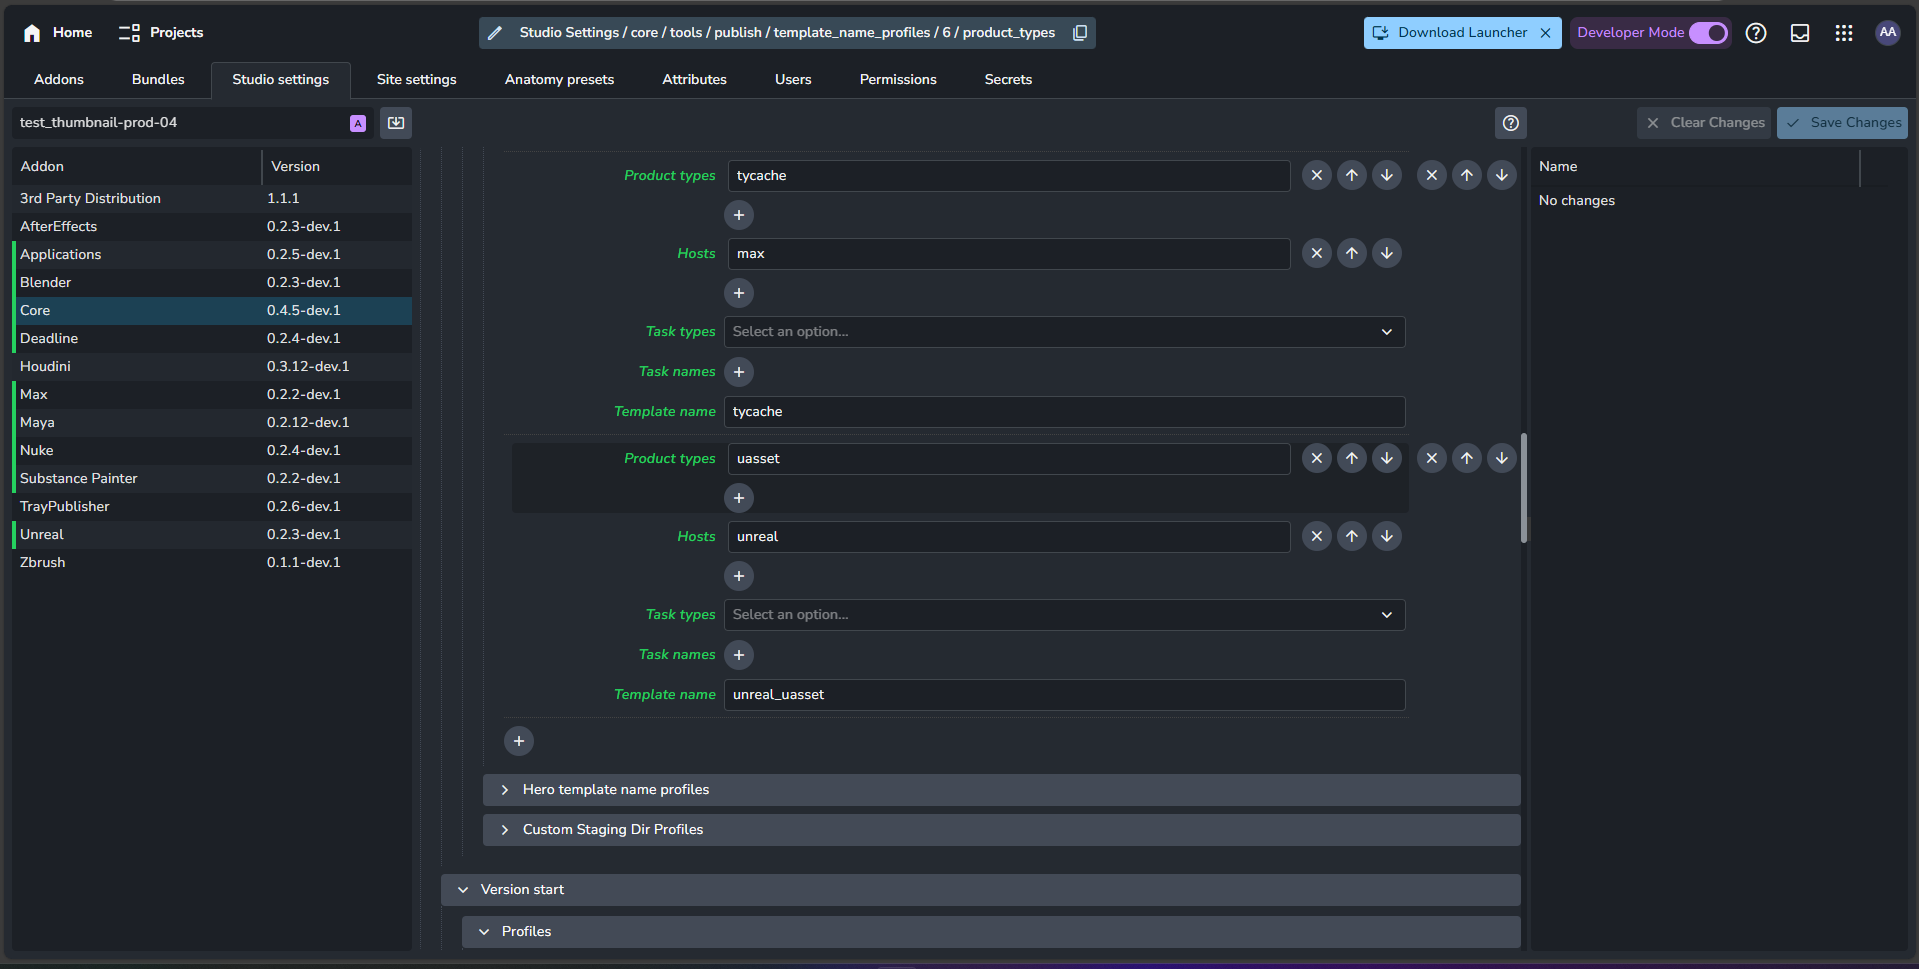 Home
Projects
Studio Settings / core / tools / publish / template_name_profiles / 6 / product_types
Download Launcher
Developer Mode
AA
Addons
Bundles
Studio settings
Site settings
Anatomy presets
Attributes
Users
Permissions
Secrets
test_thumbnail-prod-04
A
Clear Changes
Save Changes
Addon Version
3rd Party Distribution 1.1.1
AfterEffects 0.2.3-dev.1
Applications 0.2.5-dev.1
Blender 0.2.3-dev.1
Core 0.4.5-dev.1
Deadline 0.2.4-dev.1
Houdini 0.3.12-dev.1
Max 0.2.2-dev.1
Maya 0.2.12-dev.1
Nuke 0.2.4-dev.1
Substance Painter 0.2.2-dev.1
TrayPublisher 0.2.6-dev.1
Unreal 0.2.3-dev.1
Zbrush 0.1.1-dev.1
Product types tycache
Hosts max
Task types Select an option...
Task names
Template name tycache
Product types uasset
Hosts unreal
Task types Select an option...
Task names
Template name unreal_uasset
Hero template name profiles
Custom Staging Dir Profiles
Version start
Profiles
Name
No changes